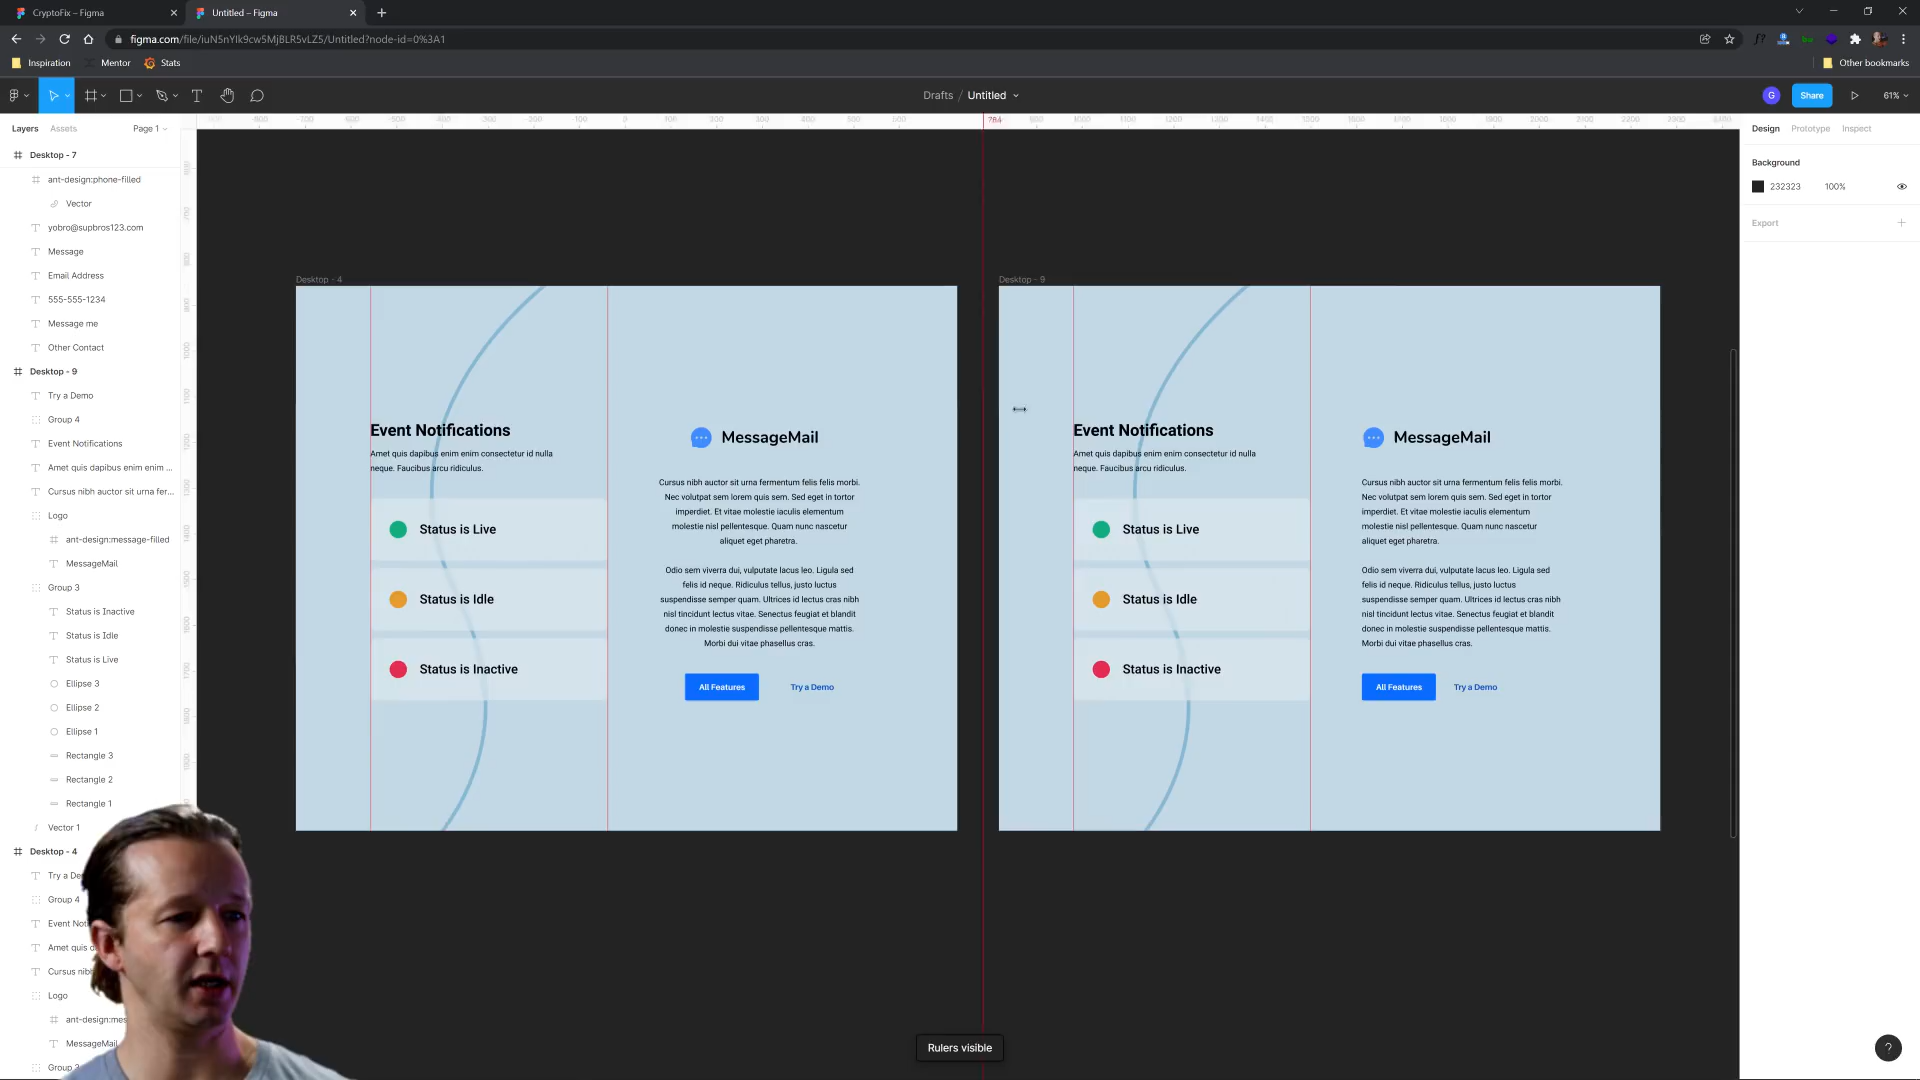 CryptoFix – Figma
Untitled – Figma
figma.com/file/iuN5nYIk9cw5MjBLR5vLZ5/Untitled?node-id=0%3A1
Inspiration
Mentor
Stats
Other bookmarks
Drafts / Untitled
G
Share
61%
Layers
Assets
Page 1
Desktop - 7
ant-design:phone-filled
Vector
yobro@supbros123.com
Message
Email Address
555-555-1234
Message me
Other Contact
Desktop - 9
Try a Demo
Group 4
Event Notifications
Amet quis dapibus enim enim ...
Cursus nibh auctor sit urna fer...
Logo
ant-design:message-filled
MessageMail
Group 3
Status is Inactive
Status is Idle
Status is Live
Ellipse 3
Ellipse 2
Ellipse 1
Rectangle 3
Rectangle 2
Rectangle 1
Vector 1
Desktop - 4
Try a De
Group 4
Event Not
Amet quis d
Cursus nibh
Logo
ant-design:mes
MessageMail
Group 3
784
Desktop - 4
Event Notifications
Amet quis dapibus enim enim consectetur id nulla
neque. Faucibus arcu ridiculus.
Status is Live
Status is Idle
Status is Inactive
MessageMail
Cursus nibh auctor sit urna fermentum felis felis morbi.
Nec volutpat sem lorem quis sem. Sed eget in tortor
imperdiet. Et vitae molestie iaculis elementum
molestie nisl pellentesque. Quam nunc nascetur
aliquet eget pharetra.
Odio sem viverra dui, vulputate lacus leo. Ligula sed
felis id neque. Ridiculus tellus, justo luctus
suspendisse semper quam. Ultrices id lectus cras nibh
nisl tincidunt lectus vitae. Senectus feugiat et blandit
donec in molestie suspendisse pellentesque mattis.
Morbi dui vitae phasellus cras.
All Features
Try a Demo
Desktop - 9
Event Notifications
Amet quis dapibus enim enim consectetur id nulla
neque. Faucibus arcu ridiculus.
Status is Live
Status is Idle
Status is Inactive
MessageMail
Cursus nibh auctor sit urna fermentum felis felis morbi.
Nec volutpat sem lorem quis sem. Sed eget in tortor
imperdiet. Et vitae molestie iaculis elementum
molestie nisl pellentesque. Quam nunc nascetur
aliquet eget pharetra.
Odio sem viverra dui, vulputate lacus leo. Ligula sed
felis id neque. Ridiculus tellus, justo luctus
suspendisse semper quam. Ultrices id lectus cras nibh
nisl tincidunt lectus vitae. Senectus feugiat et blandit
donec in molestie suspendisse pellentesque mattis.
Morbi dui vitae phasellus cras.
All Features
Try a Demo
Rulers visible
Design
Prototype
Inspect
Background
232323
100%
Export
?